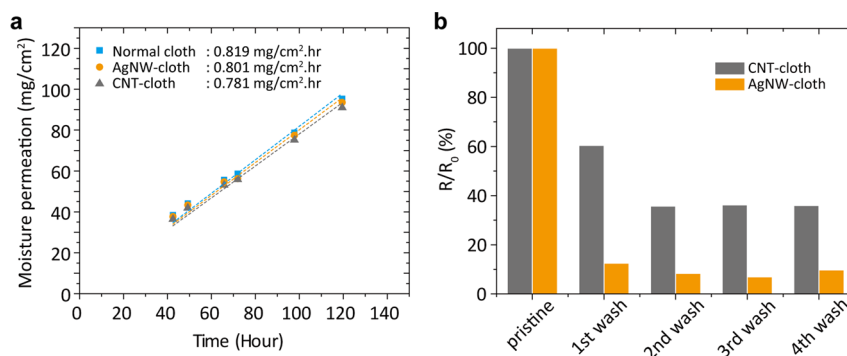 a
Moisture permeation (mg/cm²)
120
100
80
60
40
20
0
Normal cloth : 0.819 mg/cm².hr
AgNW-cloth : 0.801 mg/cm².hr
CNT-cloth : 0.781 mg/cm².hr
0 20 40 60 80 100 120 140
Time (Hour)
b
R/R₀ (%)
100
80
60
40
20
0
CNT-cloth
AgNW-cloth
pristine
1st wash
2nd wash
3rd wash
4th wash